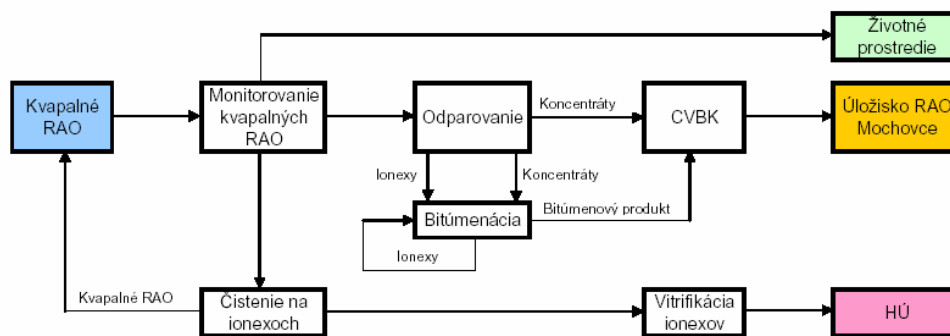 Životné
prostredie
Kvapalné
RAO
Monitorovanie
kvapalných
RAO
Odparovanie
Koncentráty
CVBK
Úložisko RAO
Mochovce
Ionexy
Koncentráty
Bitúmenácia
Bitúmenový produkt
Ionexy
Kvapalné RAO
Čistenie na
ionexoch
Vitrifikácia
ionexov
HÚ